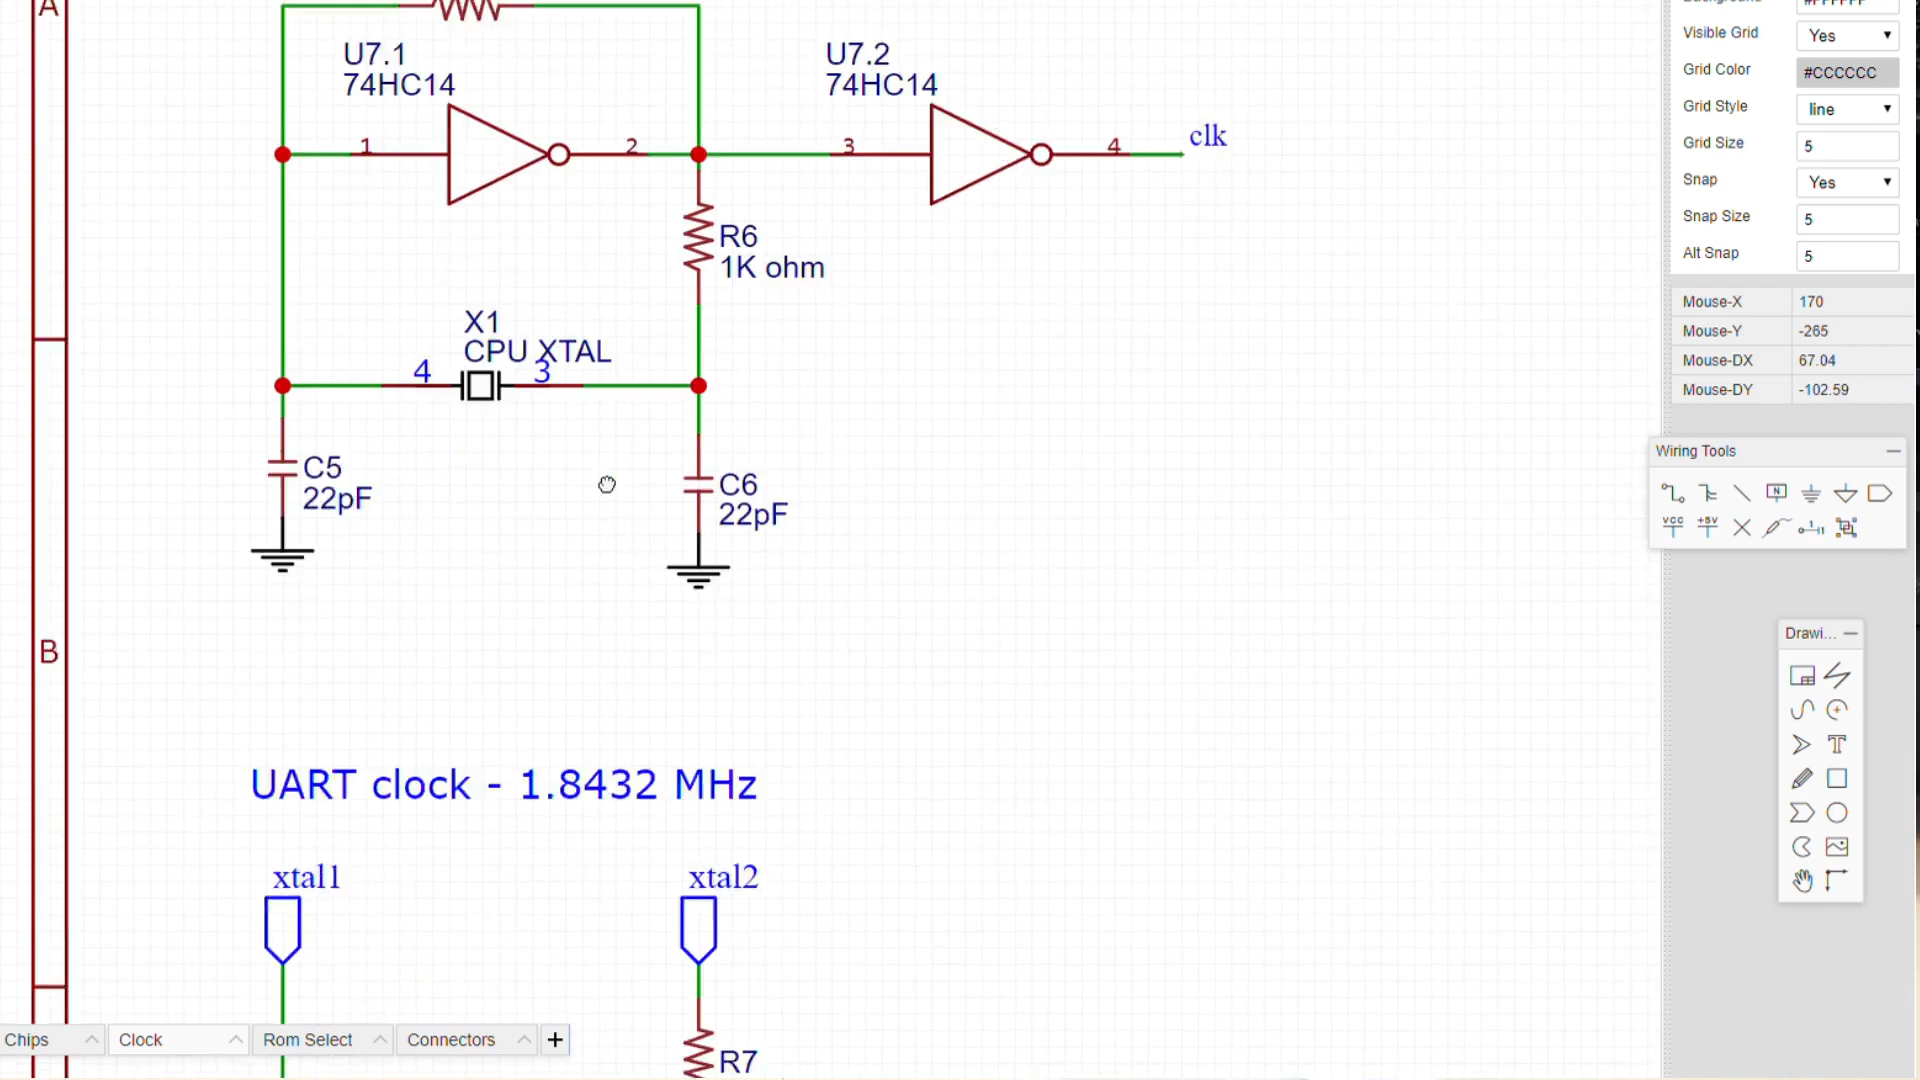 A
U7.1
74HC14
1
2
U7.2
74HC14
3
4
clk
R6
1K ohm
X1
CPU XTAL
4
3
C5
22pF
C6
22pF
B
UART clock - 1.8432 MHz
xtal1
xtal2
R7
Chips
Clock
Rom Select
Connectors
+
Background #FFFFFF
Visible Grid Yes
Grid Color #CCCCCC
Grid Style line
Grid Size 5
Snap Yes
Snap Size 5
Alt Snap 5
Mouse-X 170
Mouse-Y -265
Mouse-DX 67.04
Mouse-DY -102.59
Wiring Tools
N
VCC +5V
Drawi...
T